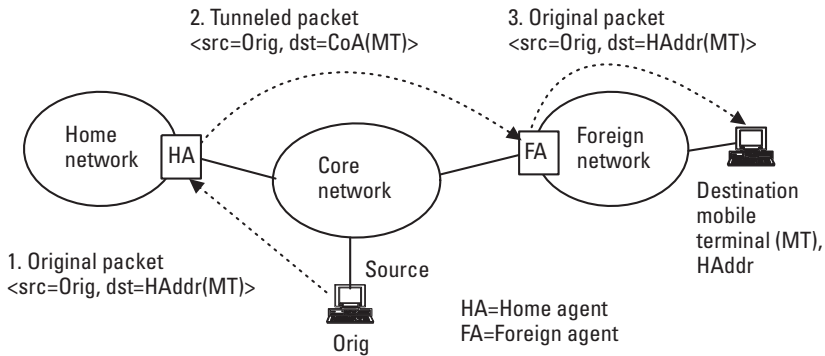 2. Tunneled packet
<src=Orig, dst=CoA(MT)>
3. Original packet
<src=Orig, dst=HAddr(MT)>
Home
network
HA
Core
network
FA
Foreign
network
Destination
mobile
terminal (MT),
HAddr
1. Original packet
<src=Orig, dst=HAddr(MT)>
Source
Orig
HA=Home agent
FA=Foreign agent